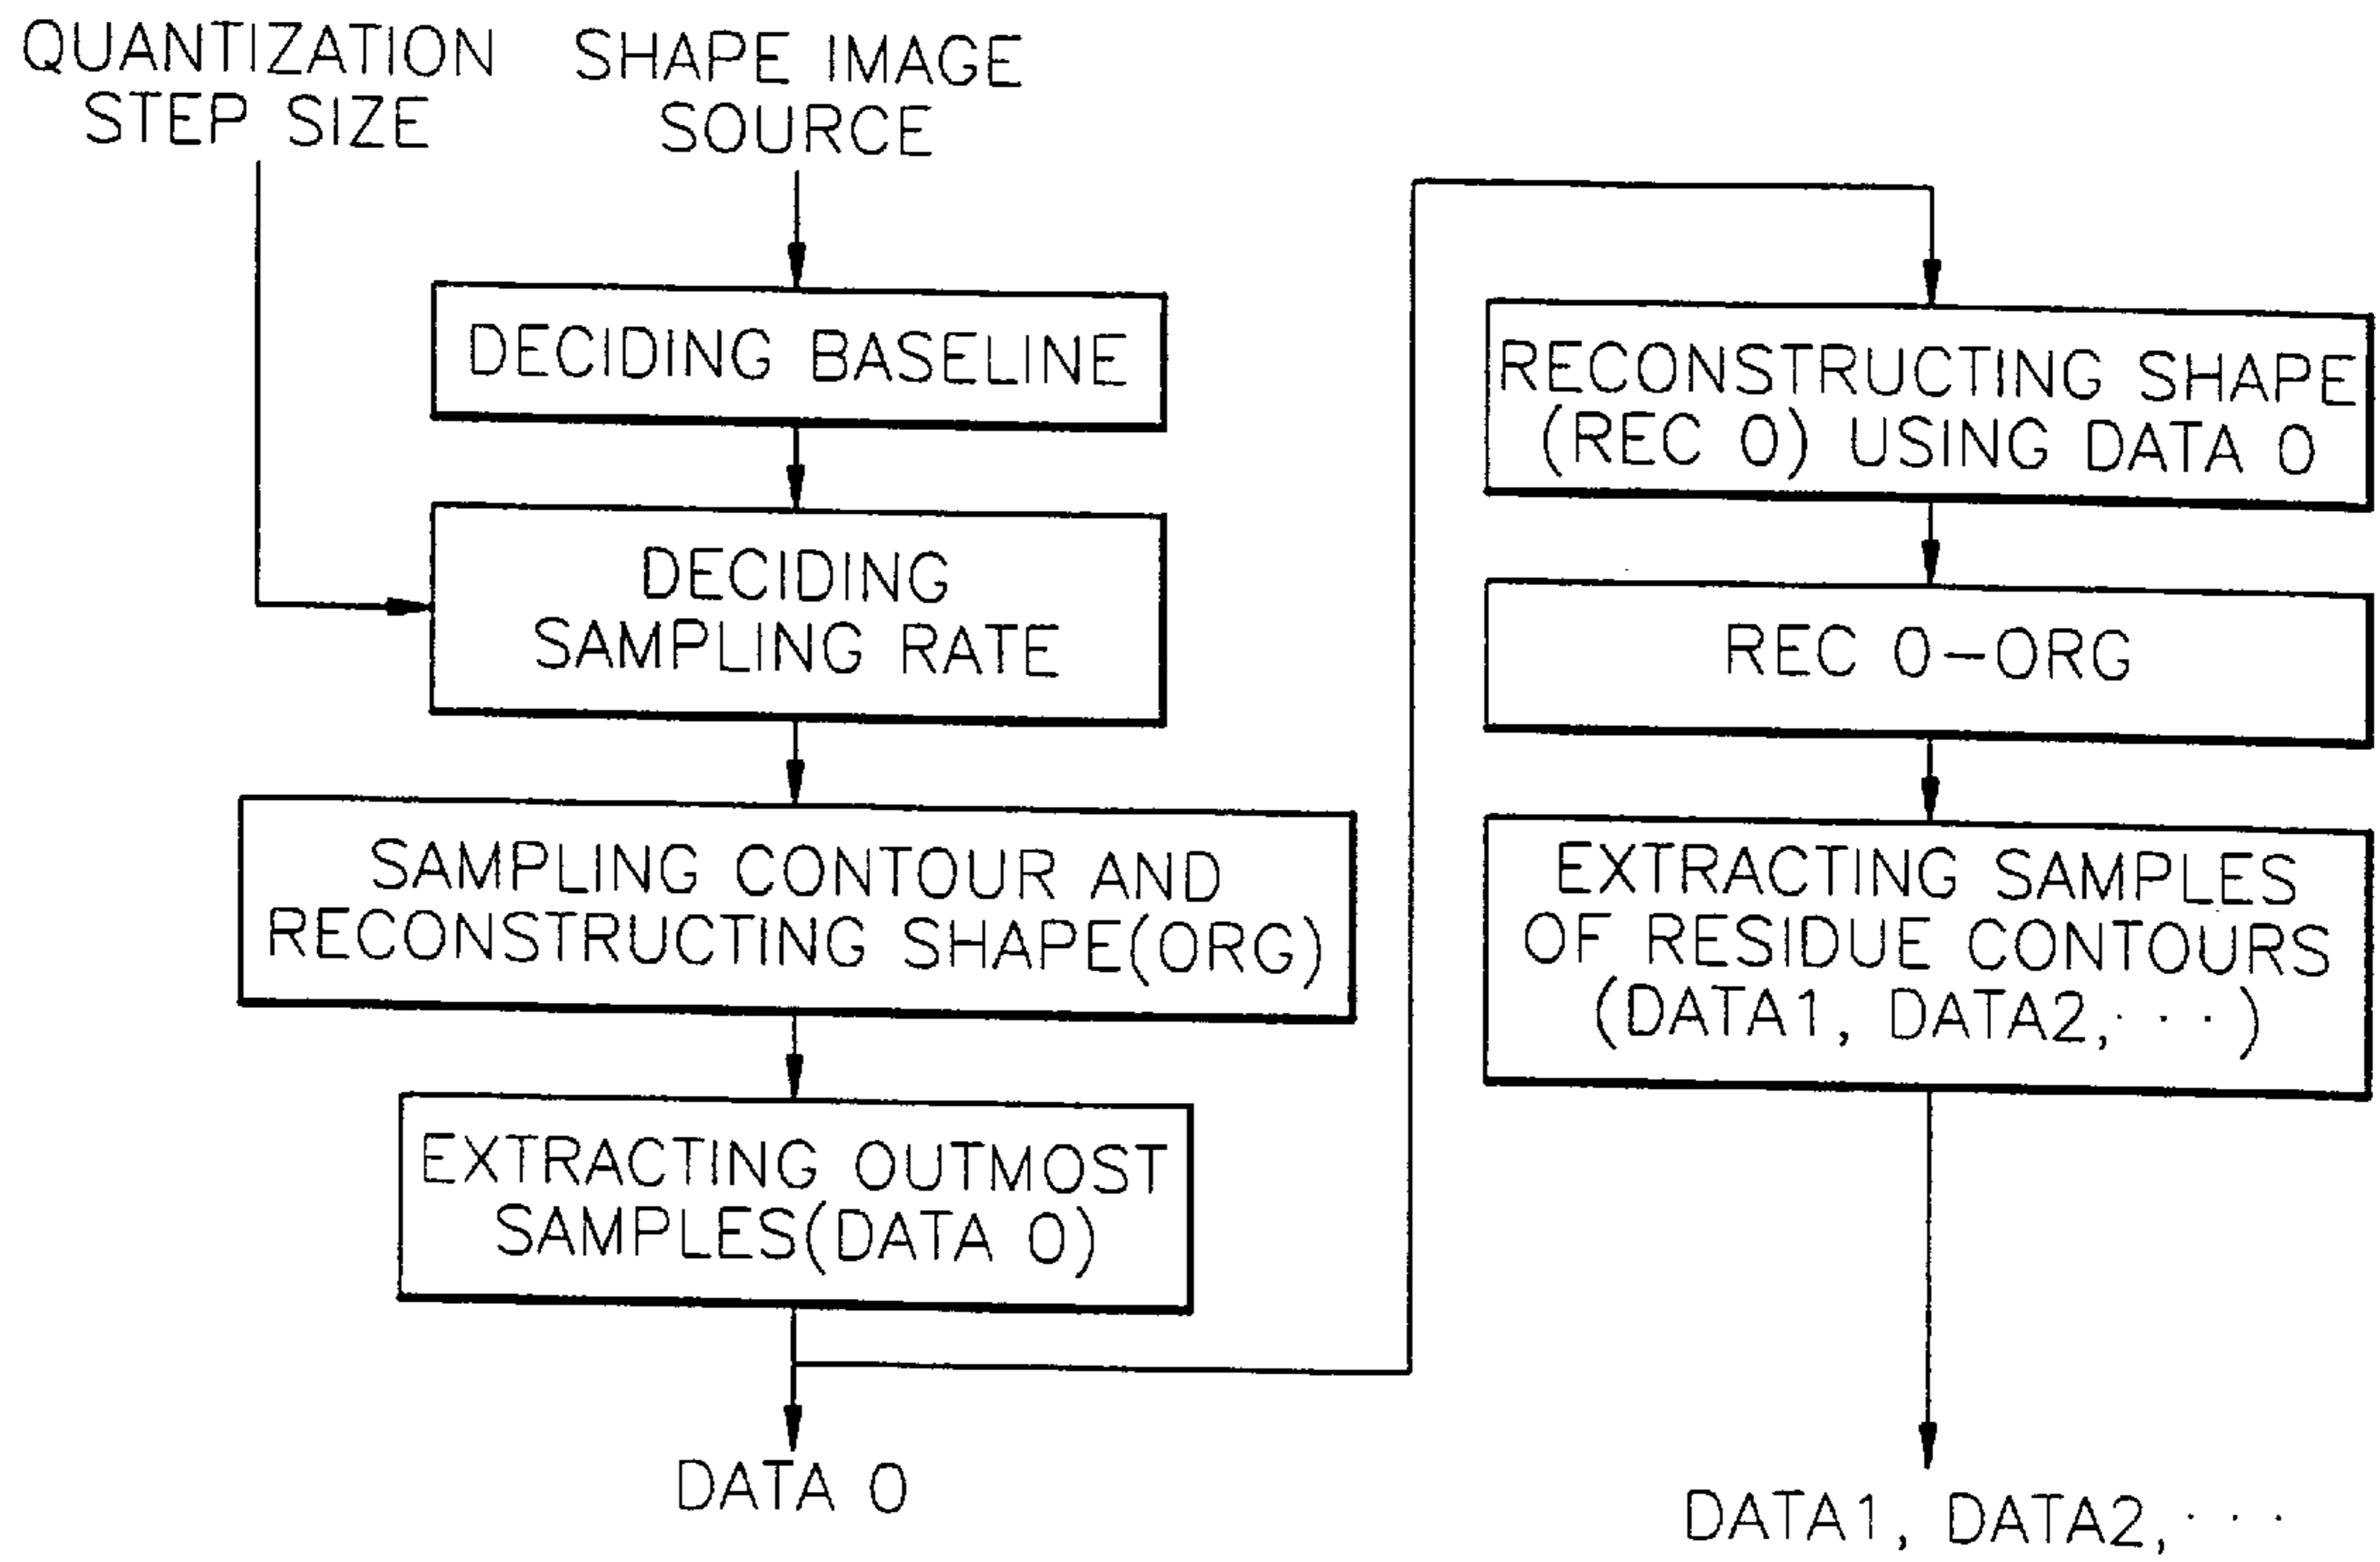 QUANTIZATION
STEP SIZE
SHAPE IMAGE
SOURCE
DECIDING BASELINE
DECIDING
SAMPLING RATE
SAMPLING CONTOUR AND
RECONSTRUCTING SHAPE(ORG)
EXTRACTING OUTMOST
SAMPLES(DATA 0)
DATA 0
RECONSTRUCTING SHAPE
(REC 0) USING DATA 0
REC 0-ORG
EXTRACTING SAMPLES
OF RESIDUE CONTOURS
(DATA1, DATA2,···)
DATA1, DATA2,···